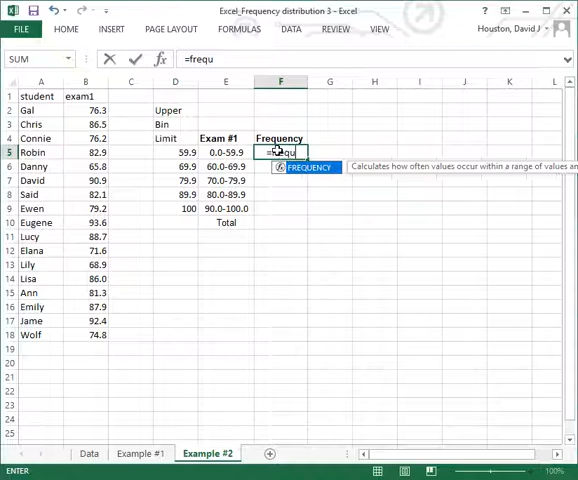 Excel_Frequency distribution 3 - Excel
FILE HOME INSERT PAGE LAYOUT FORMULAS DATA REVIEW VIEW Houston, David J
SUM =frequ
A B C D E F G H I J K L
1 student exam1
2 Gal 76.3 Upper
3 Chris 86.5 Bin
4 Connie 76.2 Limit Exam #1 Frequency
5 Robin 82.9 59.9 0.0-59.9 =frequ
6 Danny 65.8 69.9 60.0-69.9 FREQUENCY Calculates how often values occur within a range of values an
7 David 90.9 79.9 70.0-79.9
8 Said 82.1 89.9 80.0-89.9
9 Ewen 79.2 100 90.0-100.0
10 Eugene 93.6 Total
11 Lucy 88.7
12 Elana 71.6
13 Lily 68.9
14 Lisa 86.0
15 Ann 81.3
16 Emily 87.9
17 Jame 92.4
18 Wolf 74.8
19
20
21
22
23
24
25
Data Example #1 Example #2
ENTER 100%